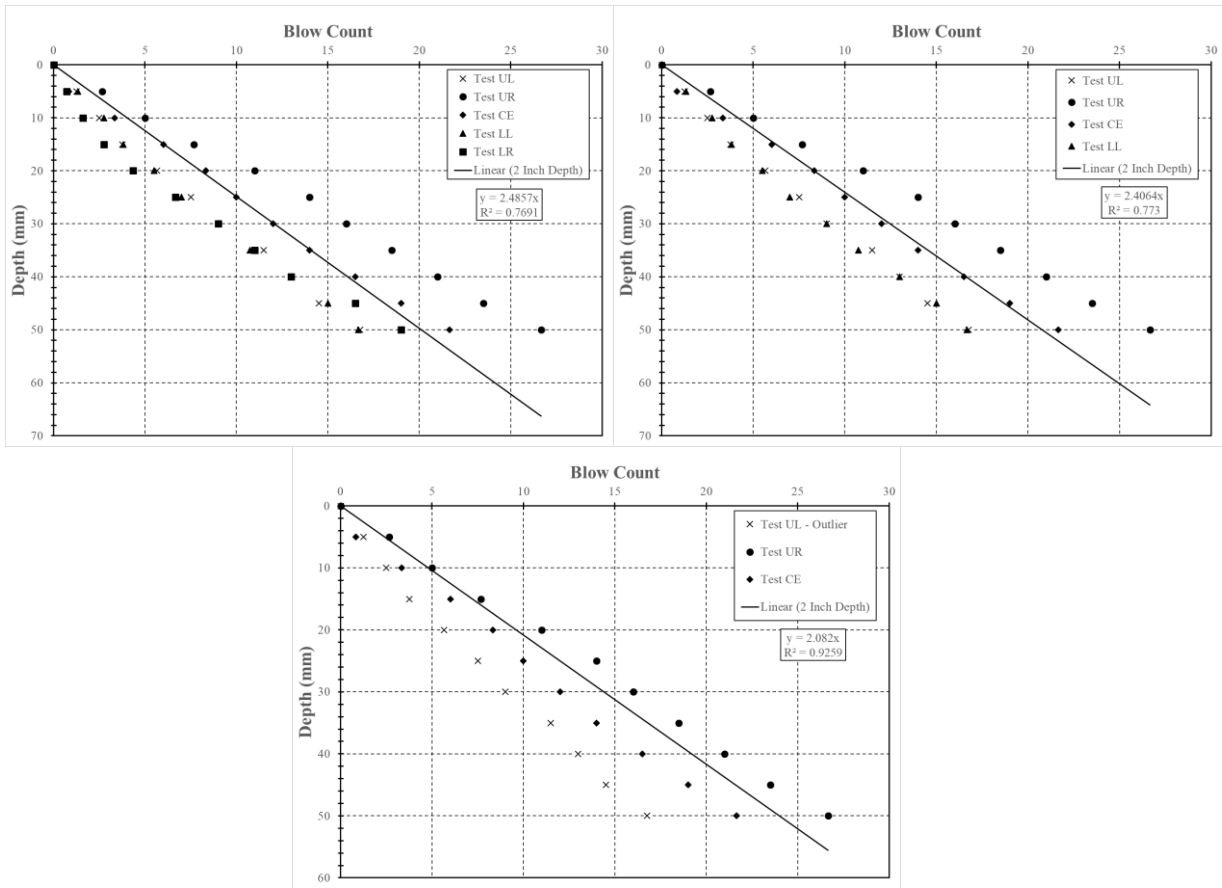 Blow Count
0 5 10 15 20 25 30
0
10
20
30
40
50
60
70
Depth (mm)
Test UL
Test UR
Test CE
Test LL
Test LR
Linear (2 Inch Depth)
y = 2.4857x
R² = 0.7691
Blow Count
0 5 10 15 20 25 30
0
10
20
30
40
50
60
70
Depth (mm)
Test UL
Test UR
Test CE
Test LL
Linear (2 Inch Depth)
y = 2.4064x
R² = 0.773
Blow Count
0 5 10 15 20 25 30
0
10
20
30
40
50
60
Depth (mm)
Test UL - Outlier
Test UR
Test CE
Linear (2 Inch Depth)
y = 2.082x
R² = 0.9259